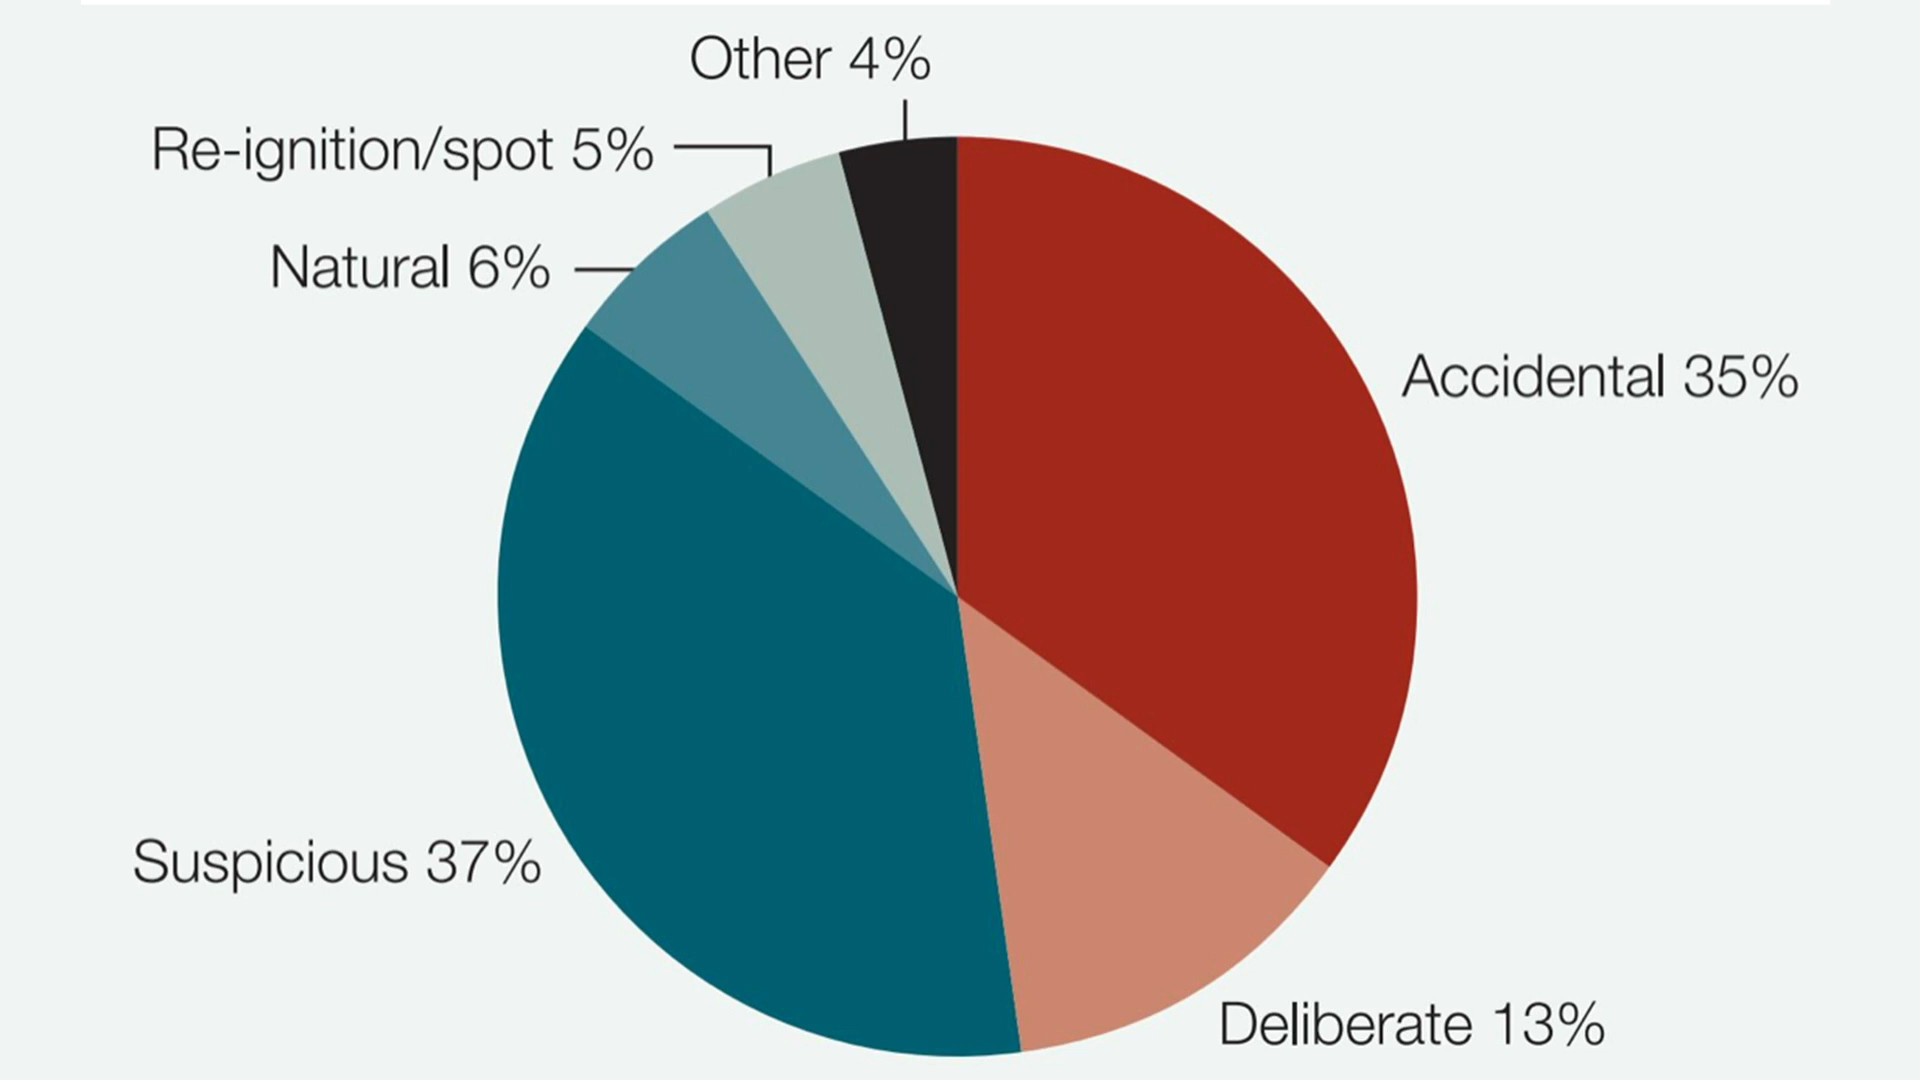 Other 4%
Re-ignition/spot 5%
Natural 6%
Accidental 35%
Suspicious 37%
Deliberate 13%